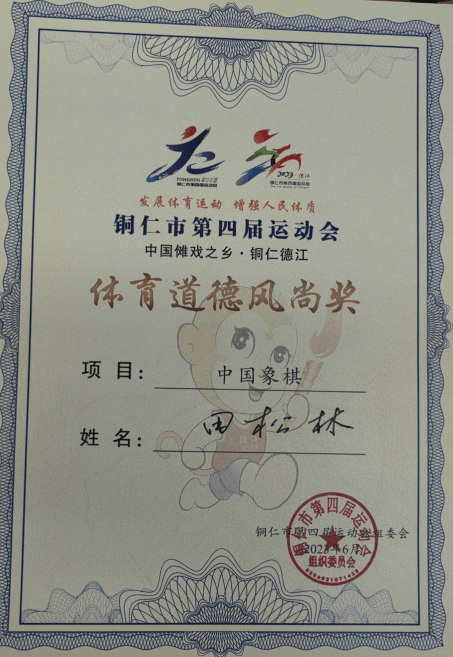 TONGREN 2023
铜仁市第四届运动会
2023·德江
铜仁市第四届运动会
发展体育运动 增强人民体质
铜仁市第四届运动会
中国傩戏之乡·铜仁德江
体育道德风尚奖
项目: 中国象棋
姓名: 田松林
铜仁市第四届运动会组委会
2023年6月
铜仁市第四届运动会
组织委员会